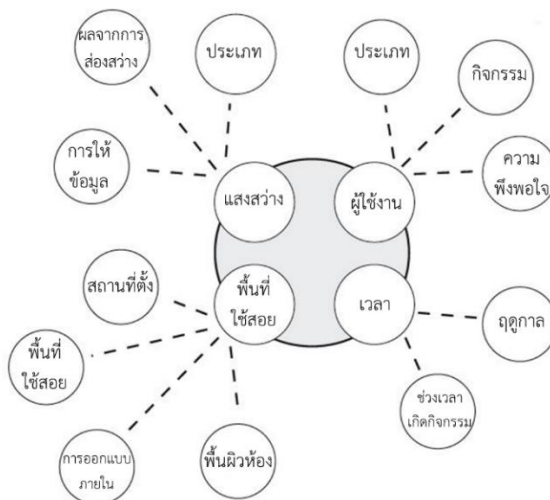 ผลจากการ
ส่องสว่าง
ประเภท
ประเภท
กิจกรรม
การให้
ข้อมูล
ความ
พึงพอใจ
แสงสว่าง
ผู้ใช้งาน
สถานที่ตั้ง
พื้นที่
ใช้สอย
เวลา
ฤดูกาล
พื้นที่
ใช้สอย
ช่วงเวลา
เกิดกิจกรรม
การออกแบบ
ภายใน
พื้นผิวห้อง